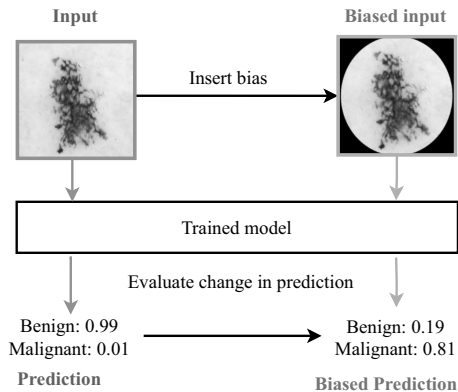 Input
Biased input
Insert bias
Trained model
Evaluate change in prediction
Benign: 0.99
Malignant: 0.01
Benign: 0.19
Malignant: 0.81
Prediction
Biased Prediction